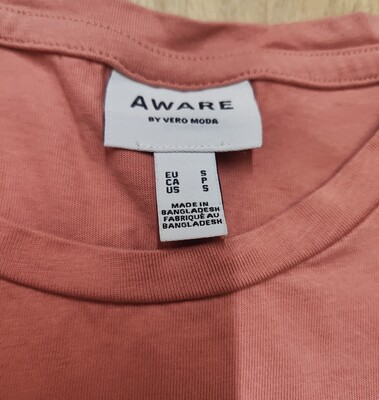 AWARE
BY VERO MODA
EU S
CA P
US S
MADE IN
BANGLADESH
FABRIQUÉ AU
BANGLADESH